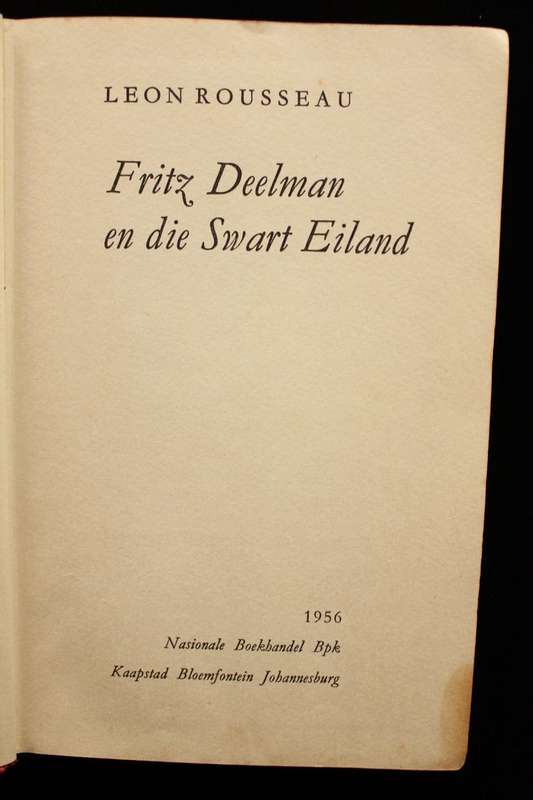 LEON ROUSSEAU
Fritz Deelman
en die Swart Eiland
1956
Nasionale Boekhandel Bpk
Kaapstad Bloemfontein Johannesburg